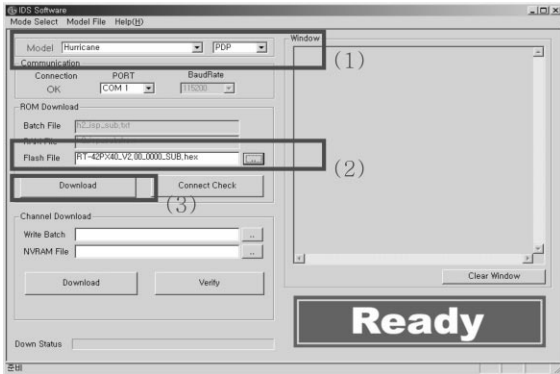 IDS Software
Mode Select Model File Help(H)
Model Hurricane PDP
(1)
Window
Communication
Connection PORT BaudRate
OK COM 1 115200
ROM Download
Batch File h2_isp_sub.txt
Flash File RT-42PX40_V2,00_0000_SUB.hex ..
(2)
Download Connect Check
(3)
Channel Download
Write Batch ..
NVRAM File ..
Download Verify
Clear Window
Ready
Down Status
준비